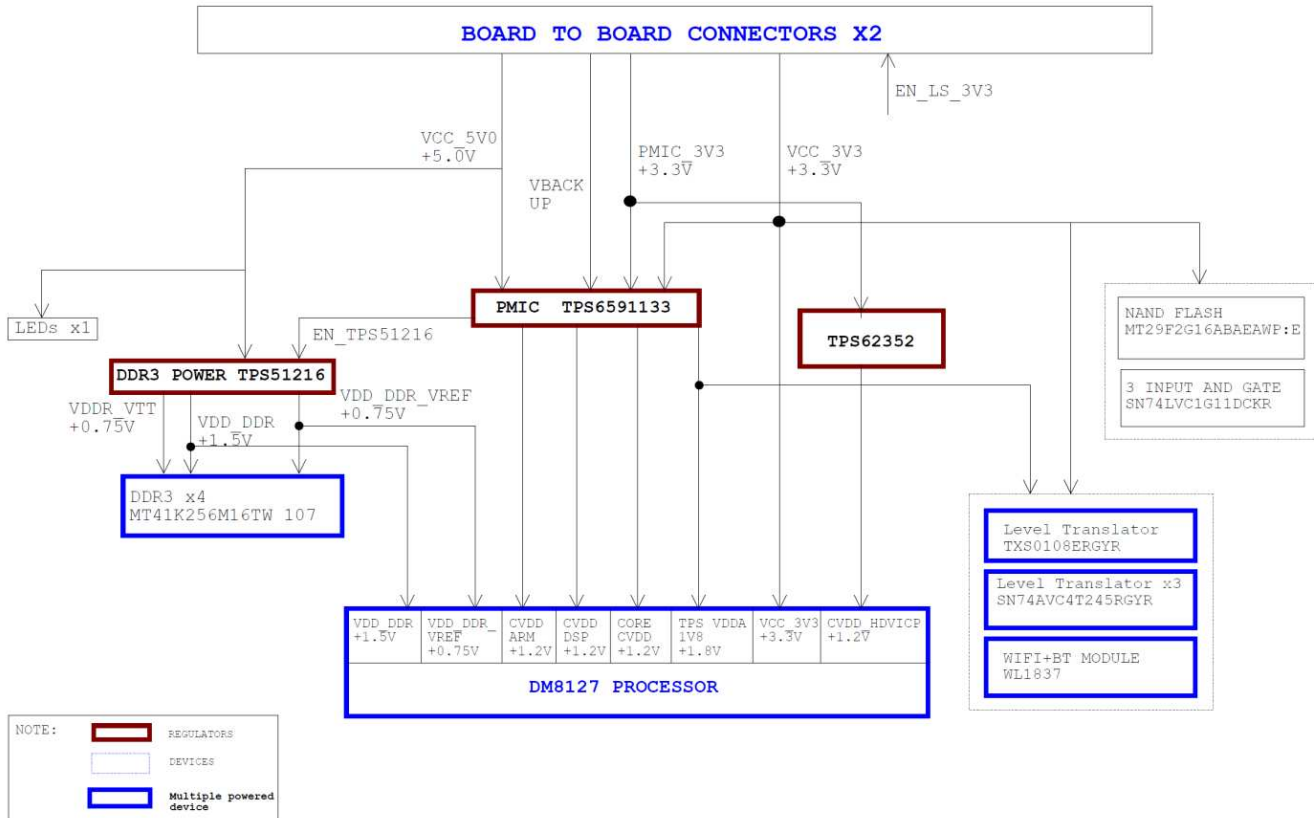 BOARD TO BOARD CONNECTORS X2
EN_LS_3V3
VCC_5V0
+5.0V
VBACK
UP
PMIC_3V3
+3.3V
VCC_3V3
+3.3V
LEDs x1
PMIC TPS6591133
TPS62352
EN_TPS51216
DDR3 POWER TPS51216
VDDR_VTT
+0.75V
VDD_DDR
+1.5V
VDD_DDR_VREF
+0.75V
NAND FLASH
MT29F2G16ABAEAWP:E
3 INPUT AND GATE
SN74LVC1G11DCKR
DDR3 x4
MT41K256M16TW 107
Level Translator
TXS0108ERGYR
Level Translator x3
SN74AVC4T245RGYR
WIFI+BT MODULE
WL1837
VDD_DDR
+1.5V
VDD_DDR_
VREF
+0.75V
CVDD
ARM
+1.2V
CVDD
DSP
+1.2V
CORE
CVDD
+1.2V
TPS VDDA
1V8
+1.8V
VCC_3V3
+3.3V
CVDD_HDVICP
+1.2V
DM8127 PROCESSOR
NOTE:
REGULATORS
DEVICES
Multiple powered
device